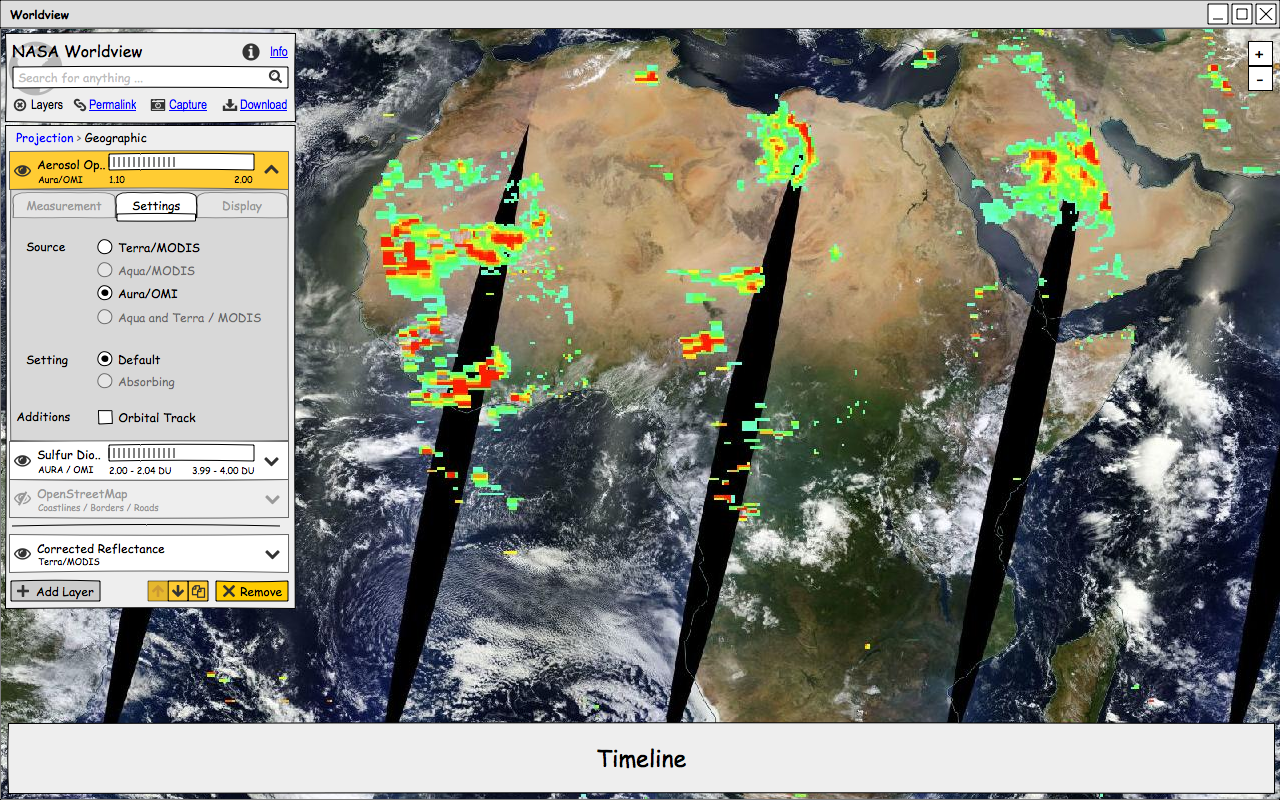 Worldview
NASA Worldview
Info
Search for anything ...
Layers Permalink Capture Download
Projection > Geographic
Aerosol Op..
Aura/OMI 1.10 2.00
Measurement Settings Display
Source
Terra/MODIS
Aqua/MODIS
Aura/OMI
Aqua and Terra / MODIS
Setting
Default
Absorbing
Additions
Orbital Track
Sulfur Dio..
AURA / OMI 2.00 - 2.04 DU 3.99 - 4.00 DU
OpenStreetMap
Coastlines / Borders / Roads
Corrected Reflectance
Terra/MODIS
+ Add Layer Remove
+
-
Timeline